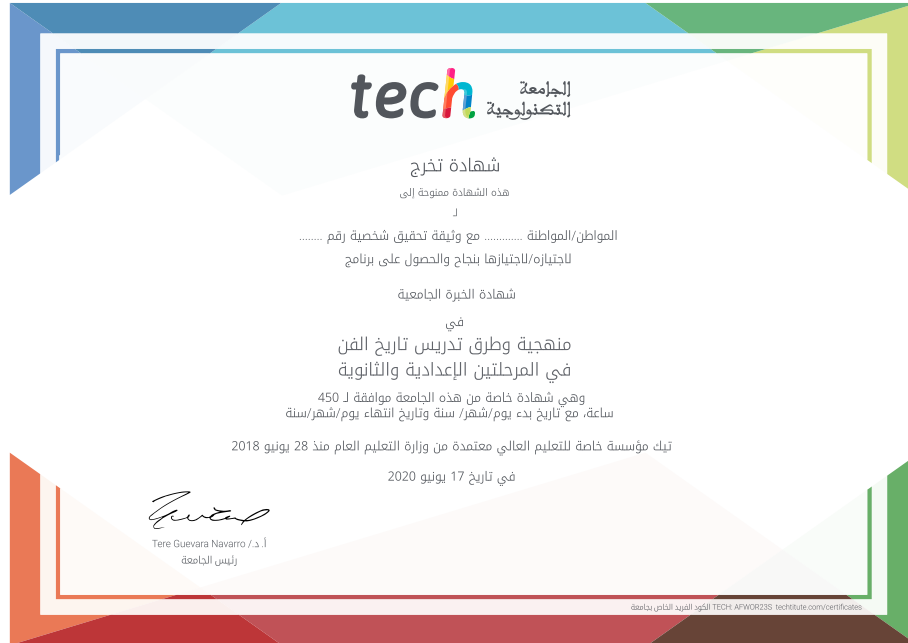 tech الجامعة
التكنولوجية
شهادة تخرج
هذه الشهادة ممنوحة إلى
لـ
المواطن/المواطنة ............. مع وثيقة تحقيق شخصية رقم ........
لاجتيازه/لاجتيازها بنجاح والحصول على برنامج
شهادة الخبرة الجامعية
في
منهجية وطرق تدريس تاريخ الفن
في المرحلتين الإعدادية والثانوية
وهي شهادة خاصة من هذه الجامعة موافقة لـ 450
ساعة، مع تاريخ بدء يوم/شهر/ سنة وتاريخ انتهاء يوم/شهر/سنة
تيك مؤسسة خاصة للتعليم العالي معتمدة من وزارة التعليم العام منذ 28 يونيو 2018
في تاريخ 17 يونيو 2020
أ. د./ Tere Guevara Navarro
رئيس الجامعة
الكود الفريد الخاص بجامعة TECH: AFWOR23S techtitute.com/certificates